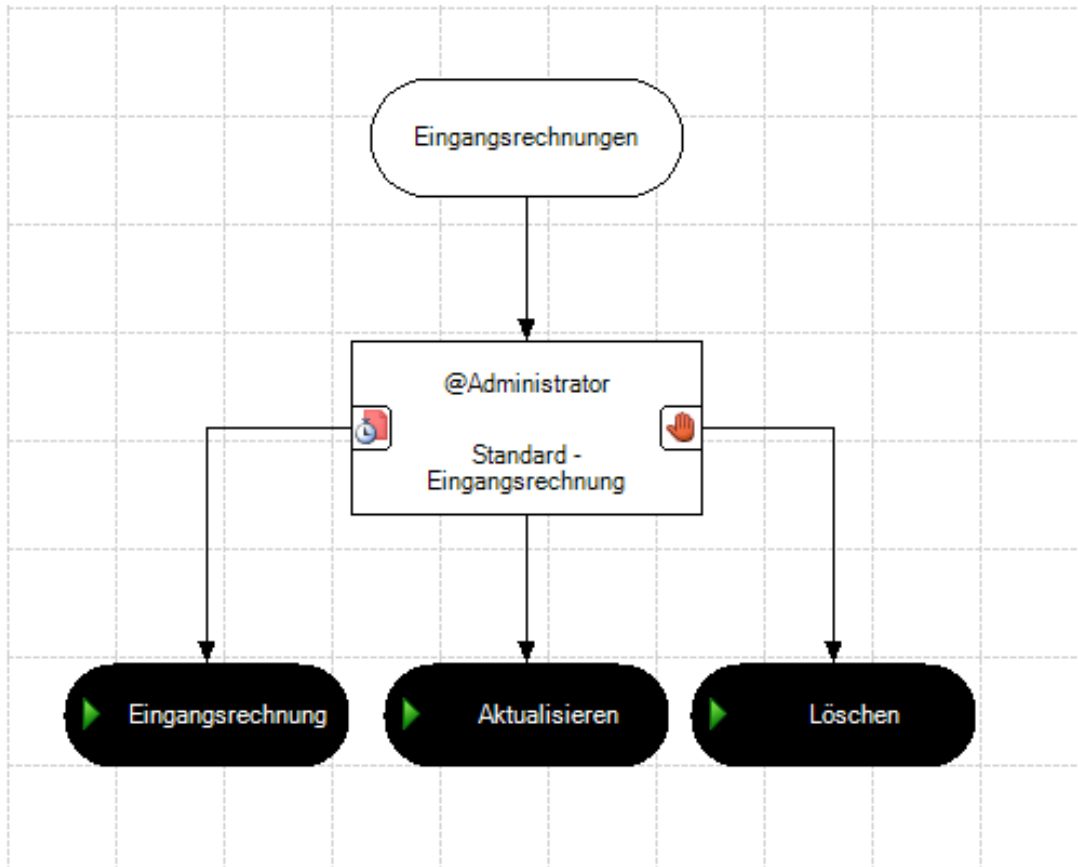 Eingangsrechnungen
@Administrator
Standard -
Eingangsrechnung
Eingangsrechnung
Aktualisieren
Löschen